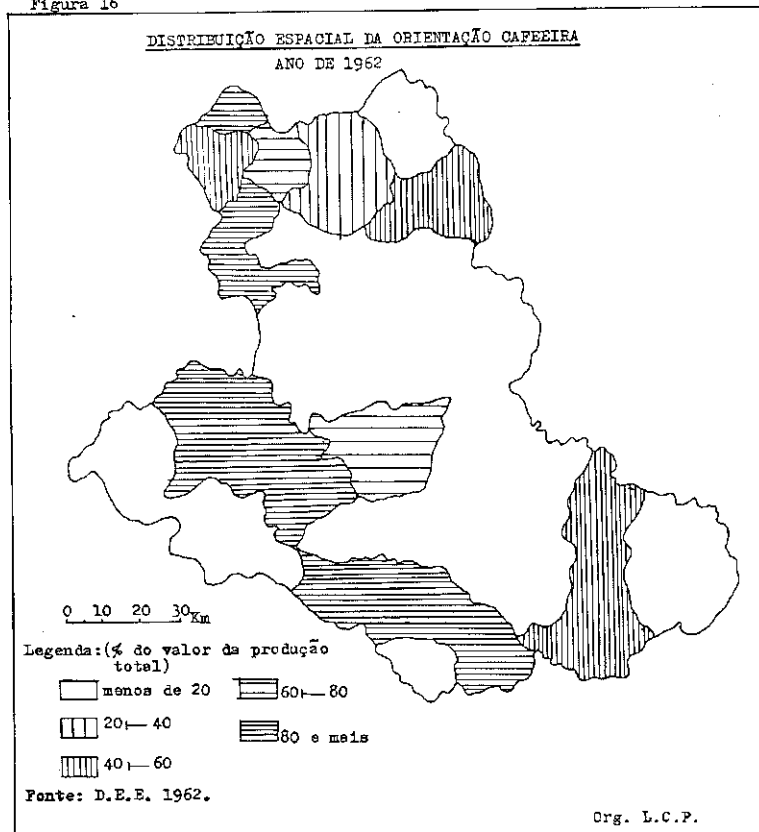 Figura 16
DISTRIBUIÇÃO ESPACIAL DA ORIENTAÇÃO CAFEEIRA
ANO DE 1962
0 10 20 30Km
Legenda:(% do valor da produção
total)
menos de 20
60⊢80
20⊢40
80 e mais
40⊢60
Fonte: D.E.E. 1962.
Org. L.C.P.